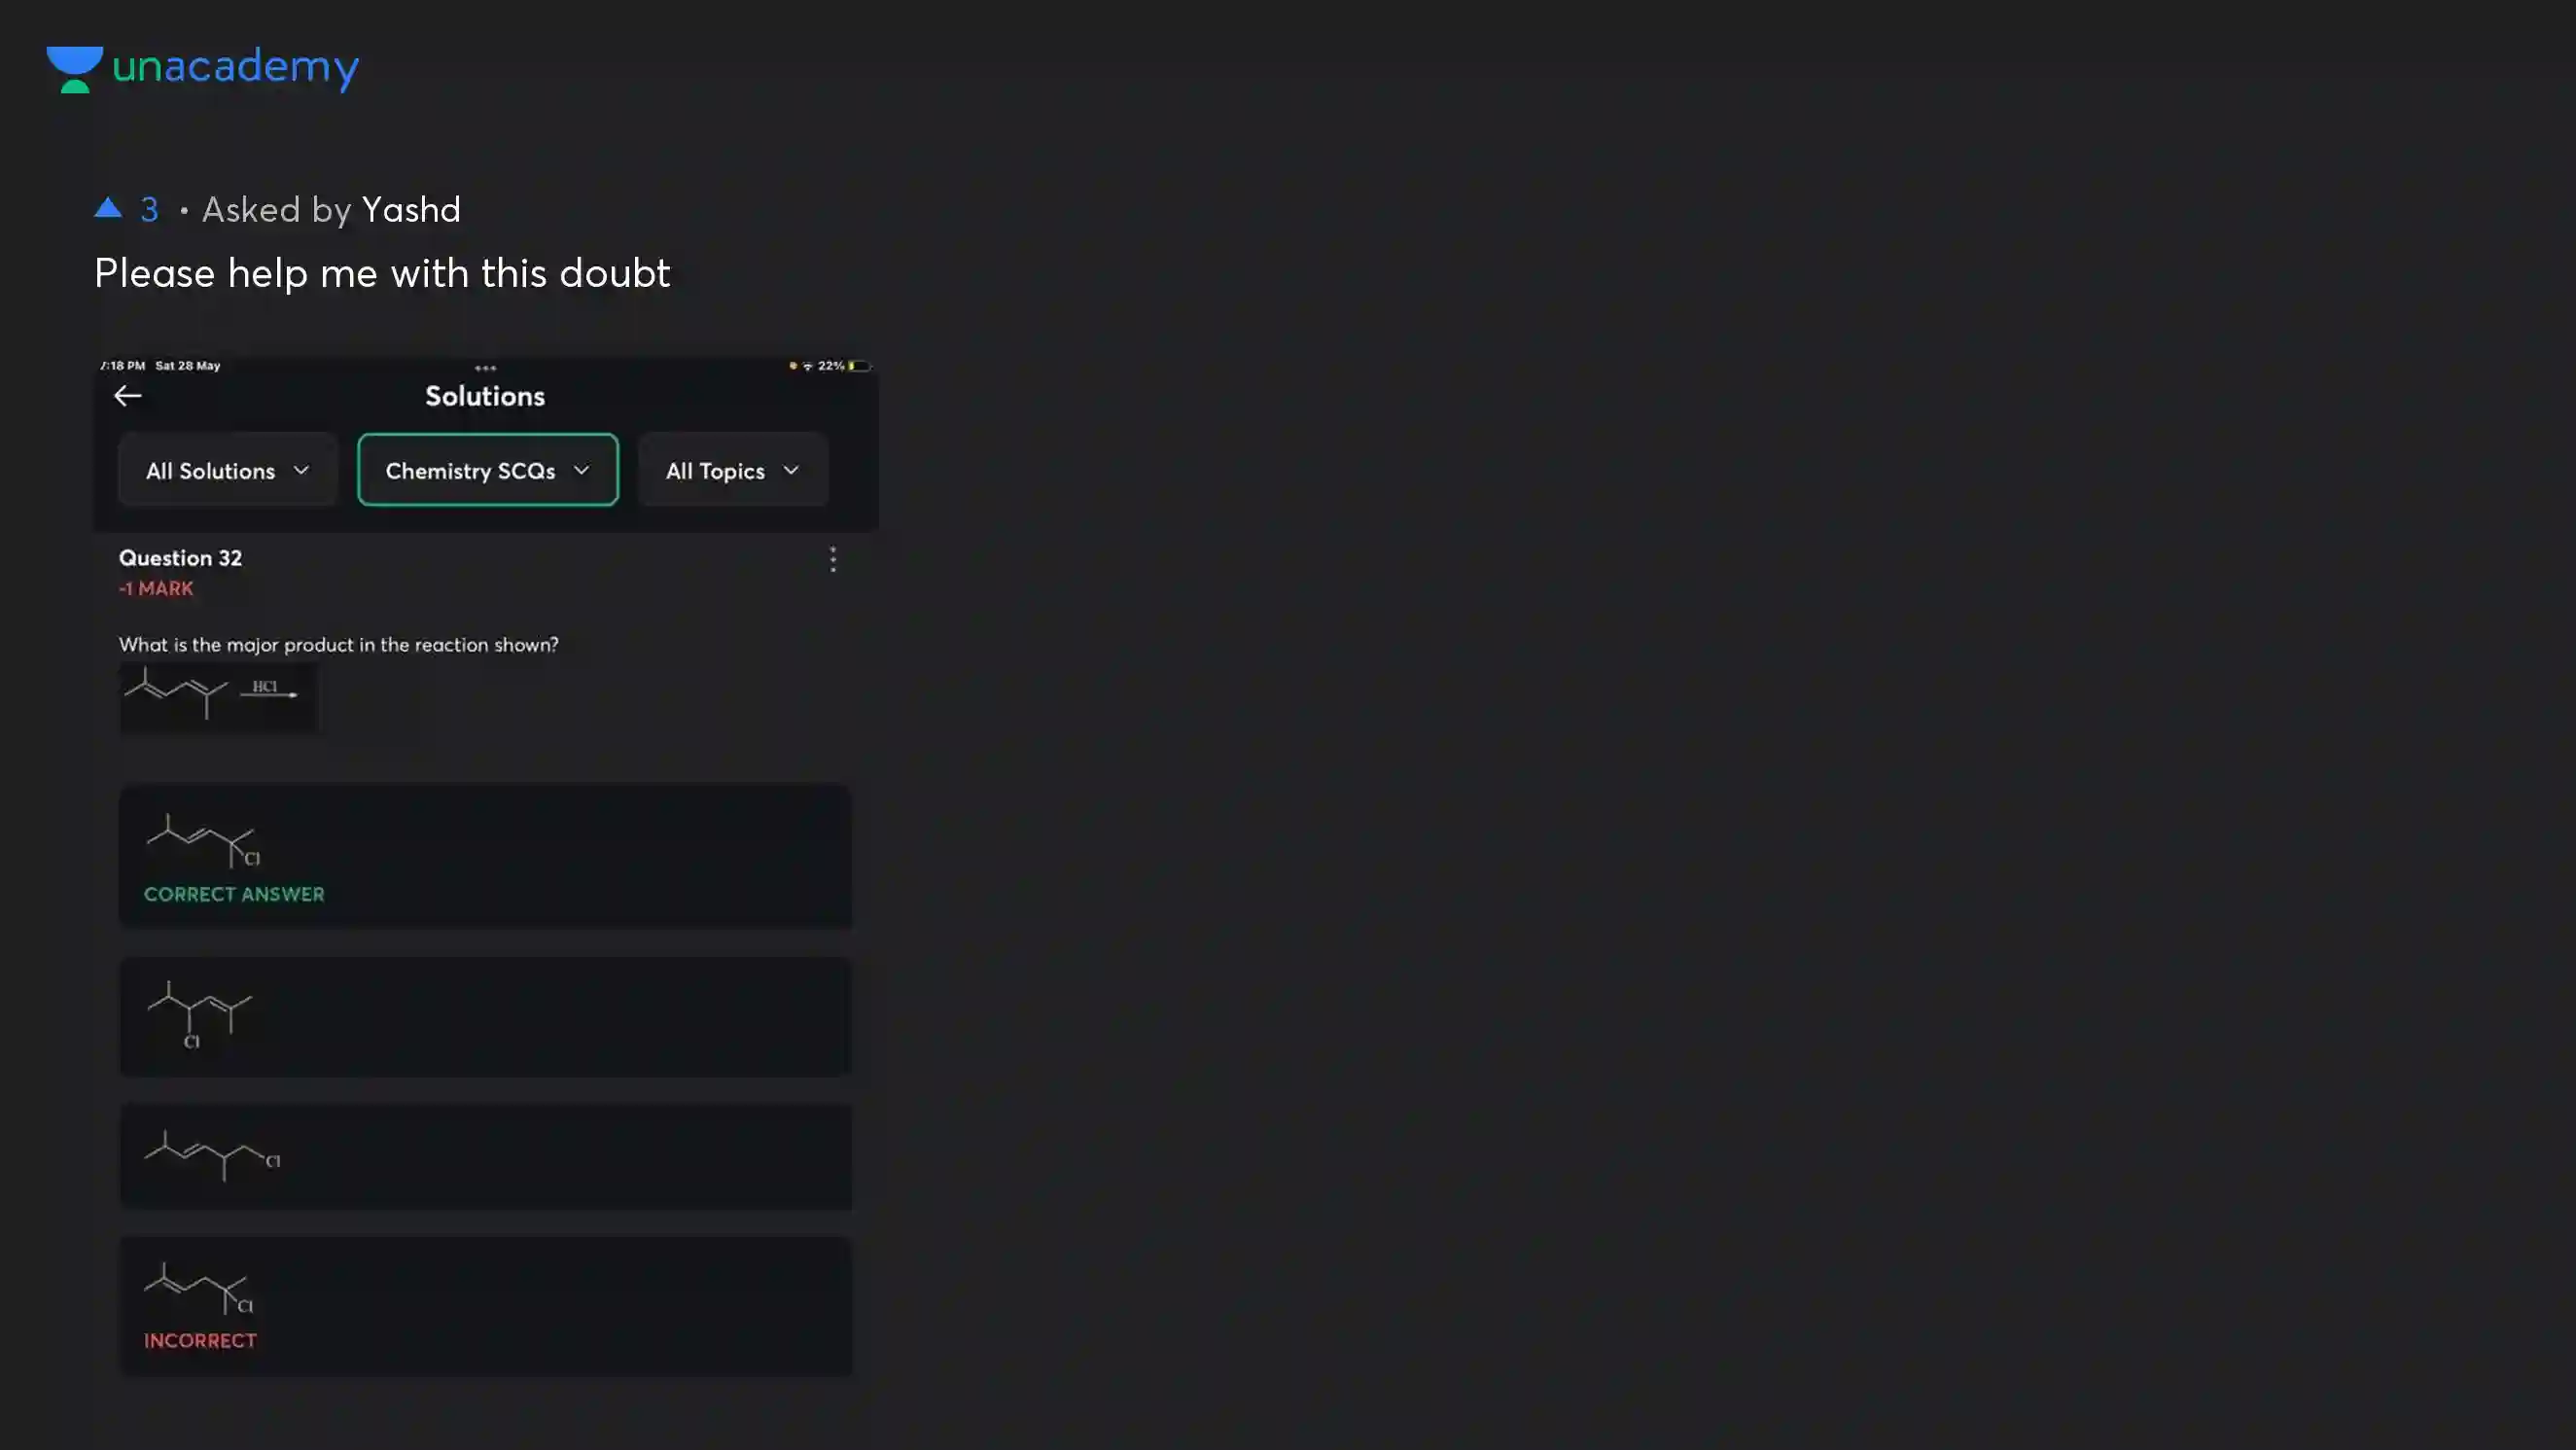 unacademy
3 • Asked by Yashd
Please help me with this doubt
7:18 PM Sat 28 May
22%
Solutions
All Solutions
Chemistry SCQs
All Topics
Question 32
-1 MARK
What is the major product in the reaction shown?
HCl
Cl
CORRECT ANSWER
Cl
Cl
Cl
INCORRECT